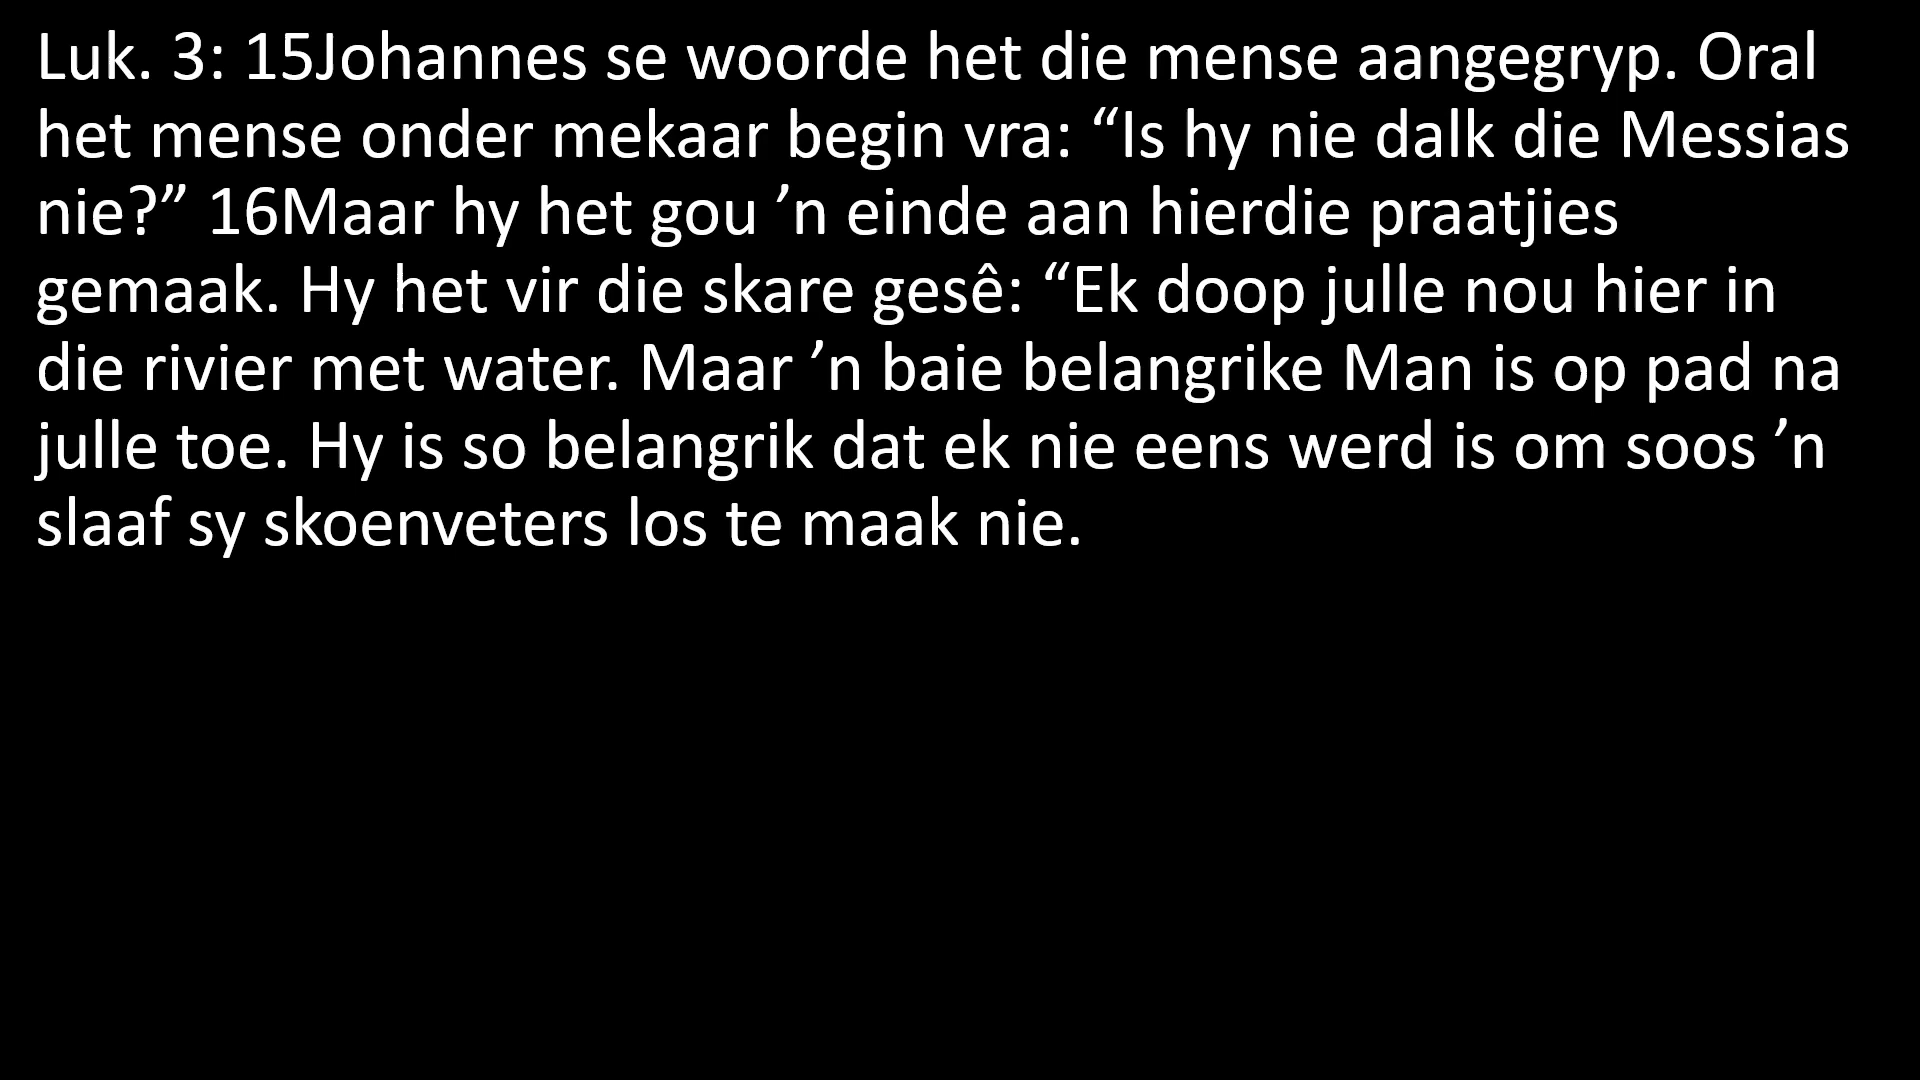 Luk. 3: 15Johannes se woorde het die mense aangegryp. Oral
het mense onder mekaar begin vra: “Is hy nie dalk die Messias
nie?” 16Maar hy het gou ’n einde aan hierdie praatjies
gemaak. Hy het vir die skare gesê: “Ek doop julle nou hier in
die rivier met water. Maar ’n baie belangrike Man is op pad na
julle toe. Hy is so belangrik dat ek nie eens werd is om soos ’n
slaaf sy skoenveters los te maak nie.